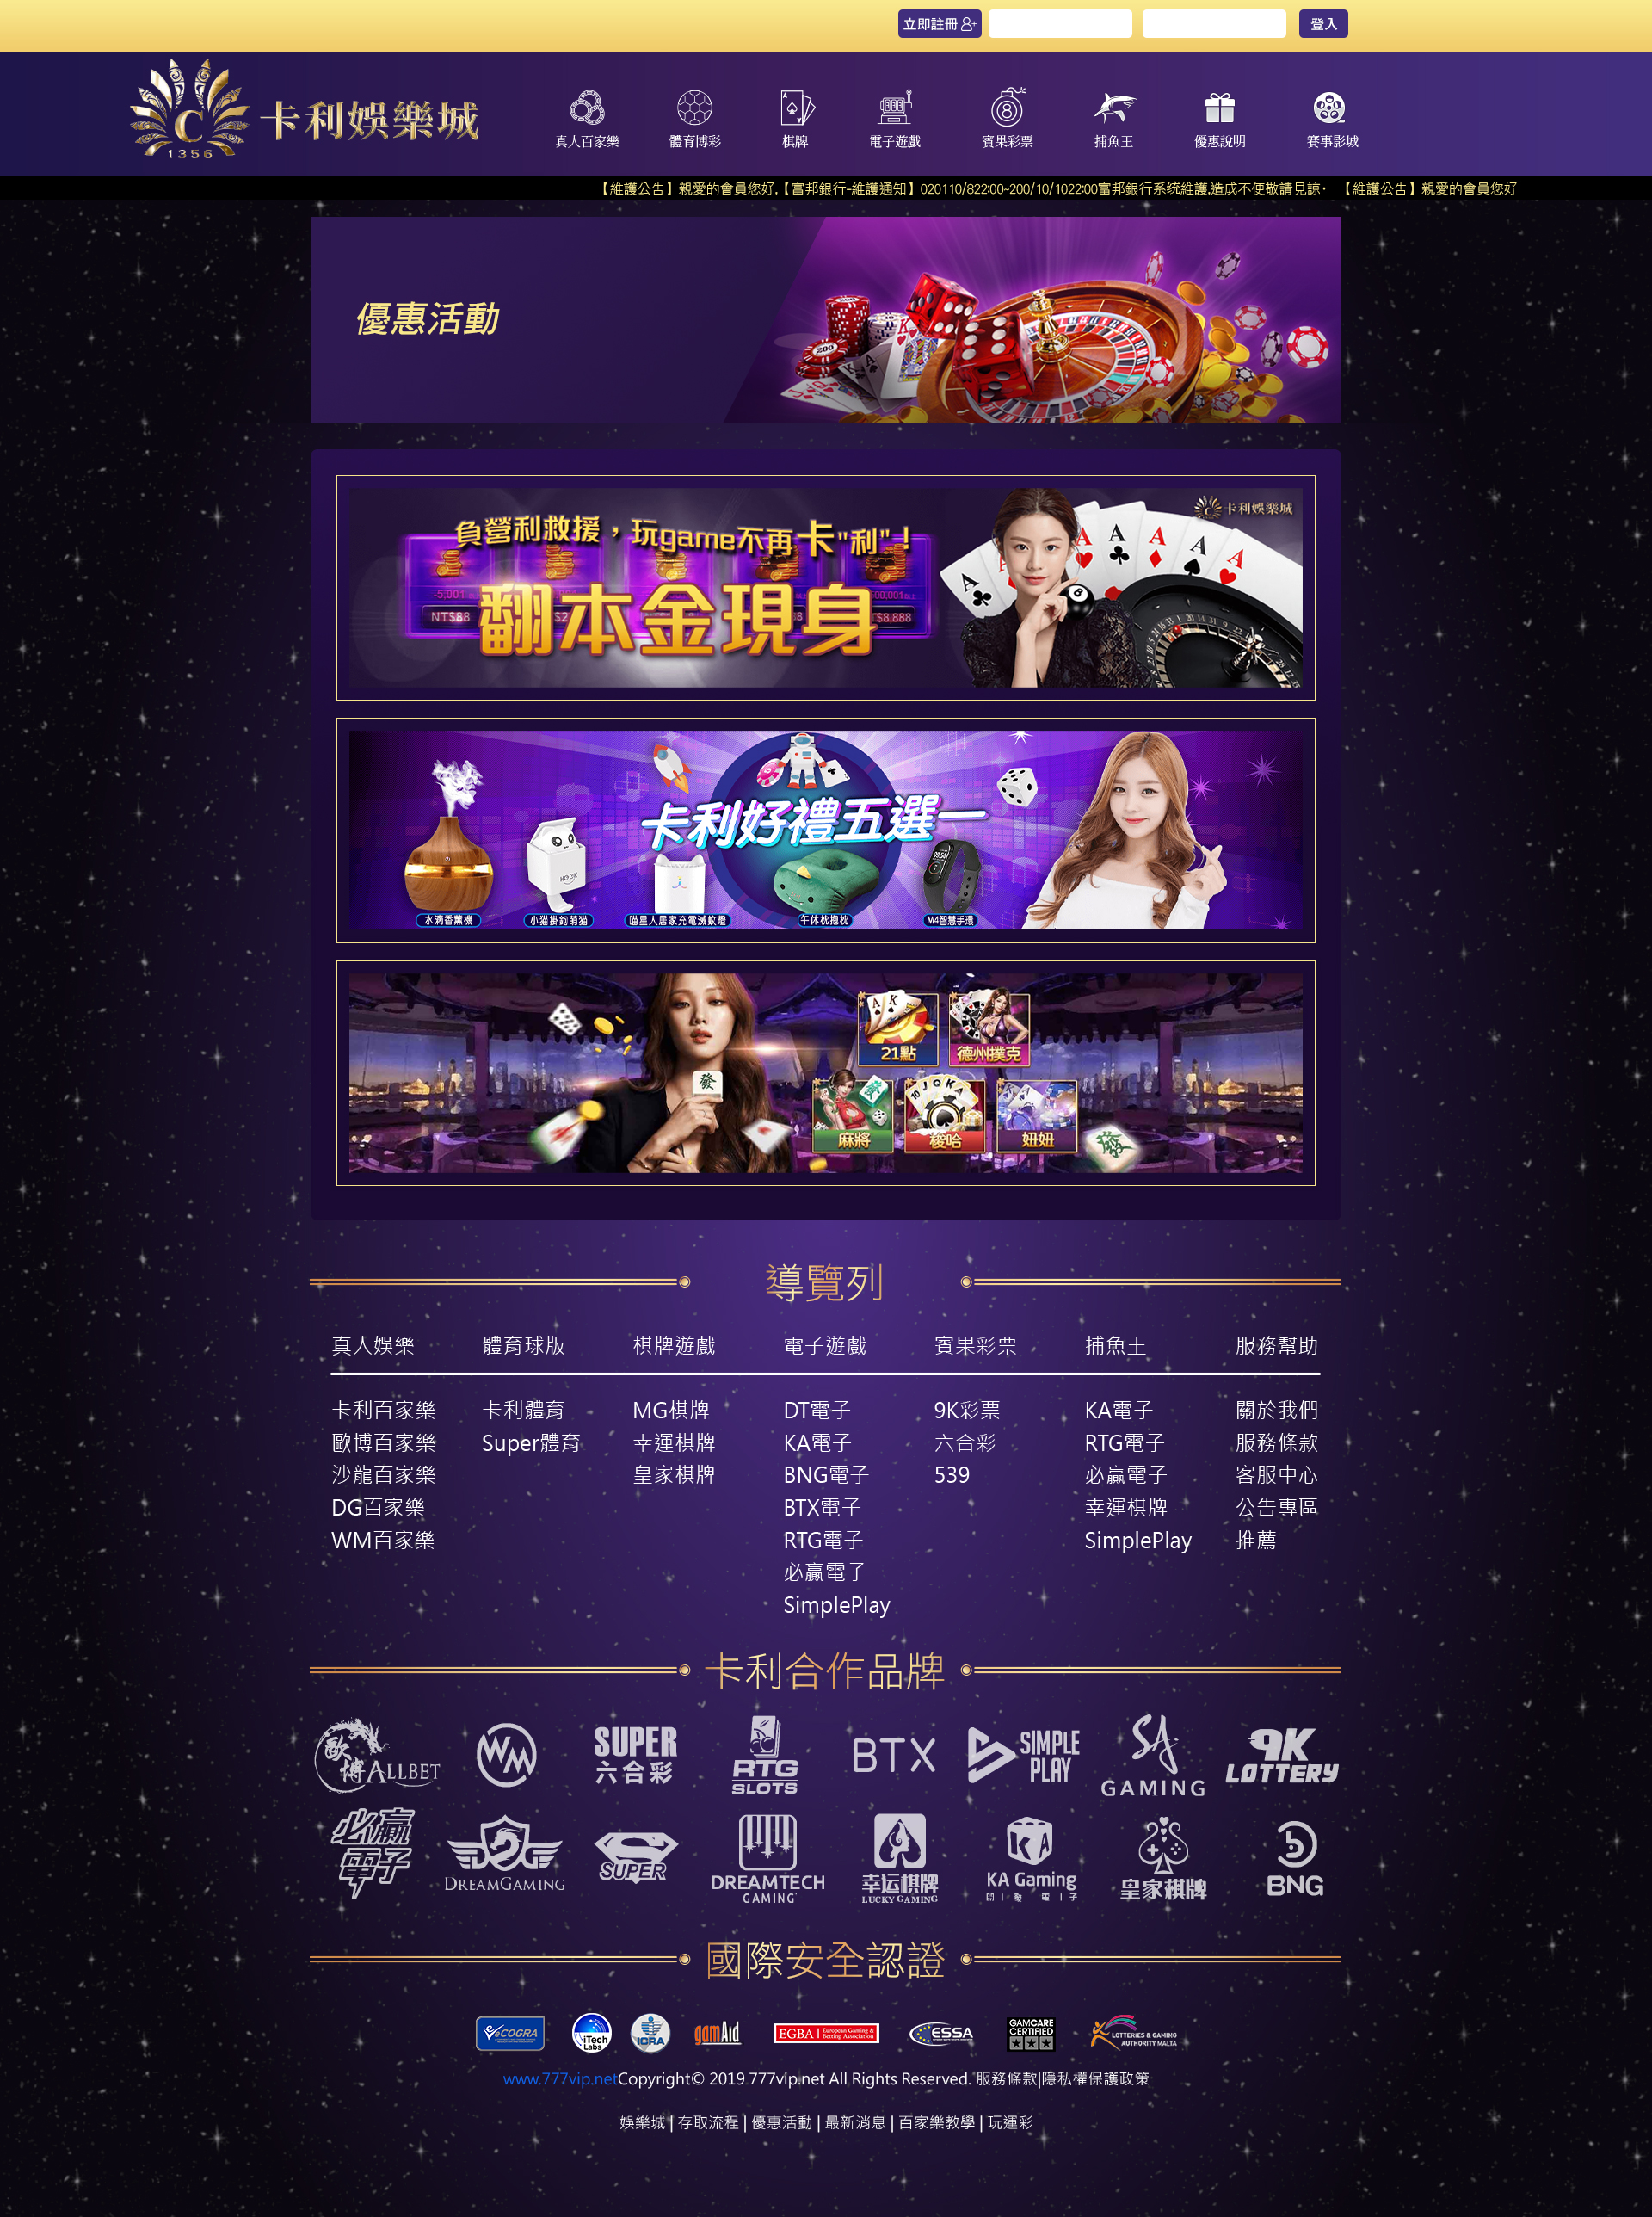 立即註冊
登入
C
1356
卡利娛樂城
真人百家樂
體育博彩
棋牌
電子遊戲
賓果彩票
捕魚王
優惠說明
賽事影城
【維護公告】親愛的會員您好,【富邦銀行-維護通知】020110/822:00~200/10/1022:00富邦銀行系統維護,造成不便敬請見諒· 【維護公告】親愛的會員您好
優惠活動
卡利娛樂城
負營利救援，玩game不再卡"利"！
翻本金現身
卡利好禮五選一
水滴香薰機
小貓掛鉤萌貓
喵星人居家充電滅蚊燈
午休枕抱枕
M4智慧手環
21點
德州撲克
麻將
梭哈
妞妞
導覽列
真人娛樂 體育球版 棋牌遊戲 電子遊戲 賓果彩票 捕魚王 服務幫助
卡利百家樂 卡利體育 MG棋牌 DT電子 9K彩票 KA電子 關於我們
歐博百家樂 Super體育 幸運棋牌 KA電子 六合彩 RTG電子 服務條款
沙龍百家樂 皇家棋牌 BNG電子 539 必贏電子 客服中心
DG百家樂 BTX電子 幸運棋牌 公告專區
WM百家樂 RTG電子 SimplePlay 推薦
必贏電子
SimplePlay
卡利合作品牌
歐博 ALLBET
WM
SUPER
六合彩
RTG
SLOTS
BTX
SIMPLE
PLAY
SA
GAMING
9K
LOTTERY
必贏
電子
DG
DREAMGAMING
SUPER
DREAMTECH
GAMING
幸运棋牌
LUCKY GAMING
KA
KA Gaming
開｜發｜電｜子
皇家棋牌
BNG
國際安全認證
eCOGRA
iTech
Labs
ICRA
gamAid
EGBA European Gaming &
Betting Association
ESSA
GAMCARE
CERTIFIED
LOTTERIES & GAMING
AUTHORITY MALTA
www.777vip.netCopyright© 2019 777vip.net All Rights Reserved. 服務條款|隱私權保護政策
娛樂城 | 存取流程 | 優惠活動 | 最新消息 | 百家樂教學 | 玩運彩